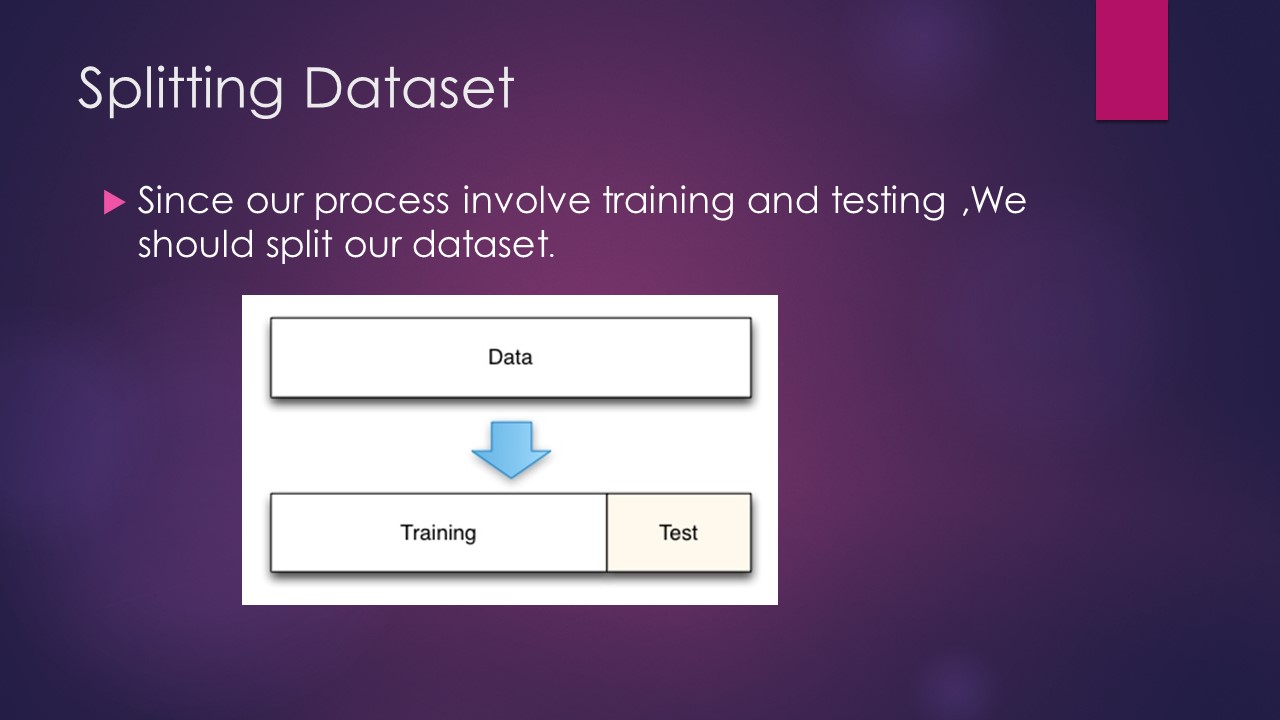 Splitting Dataset
Since our process involve training and testing ,We
should split our dataset.
Data
Training
Test